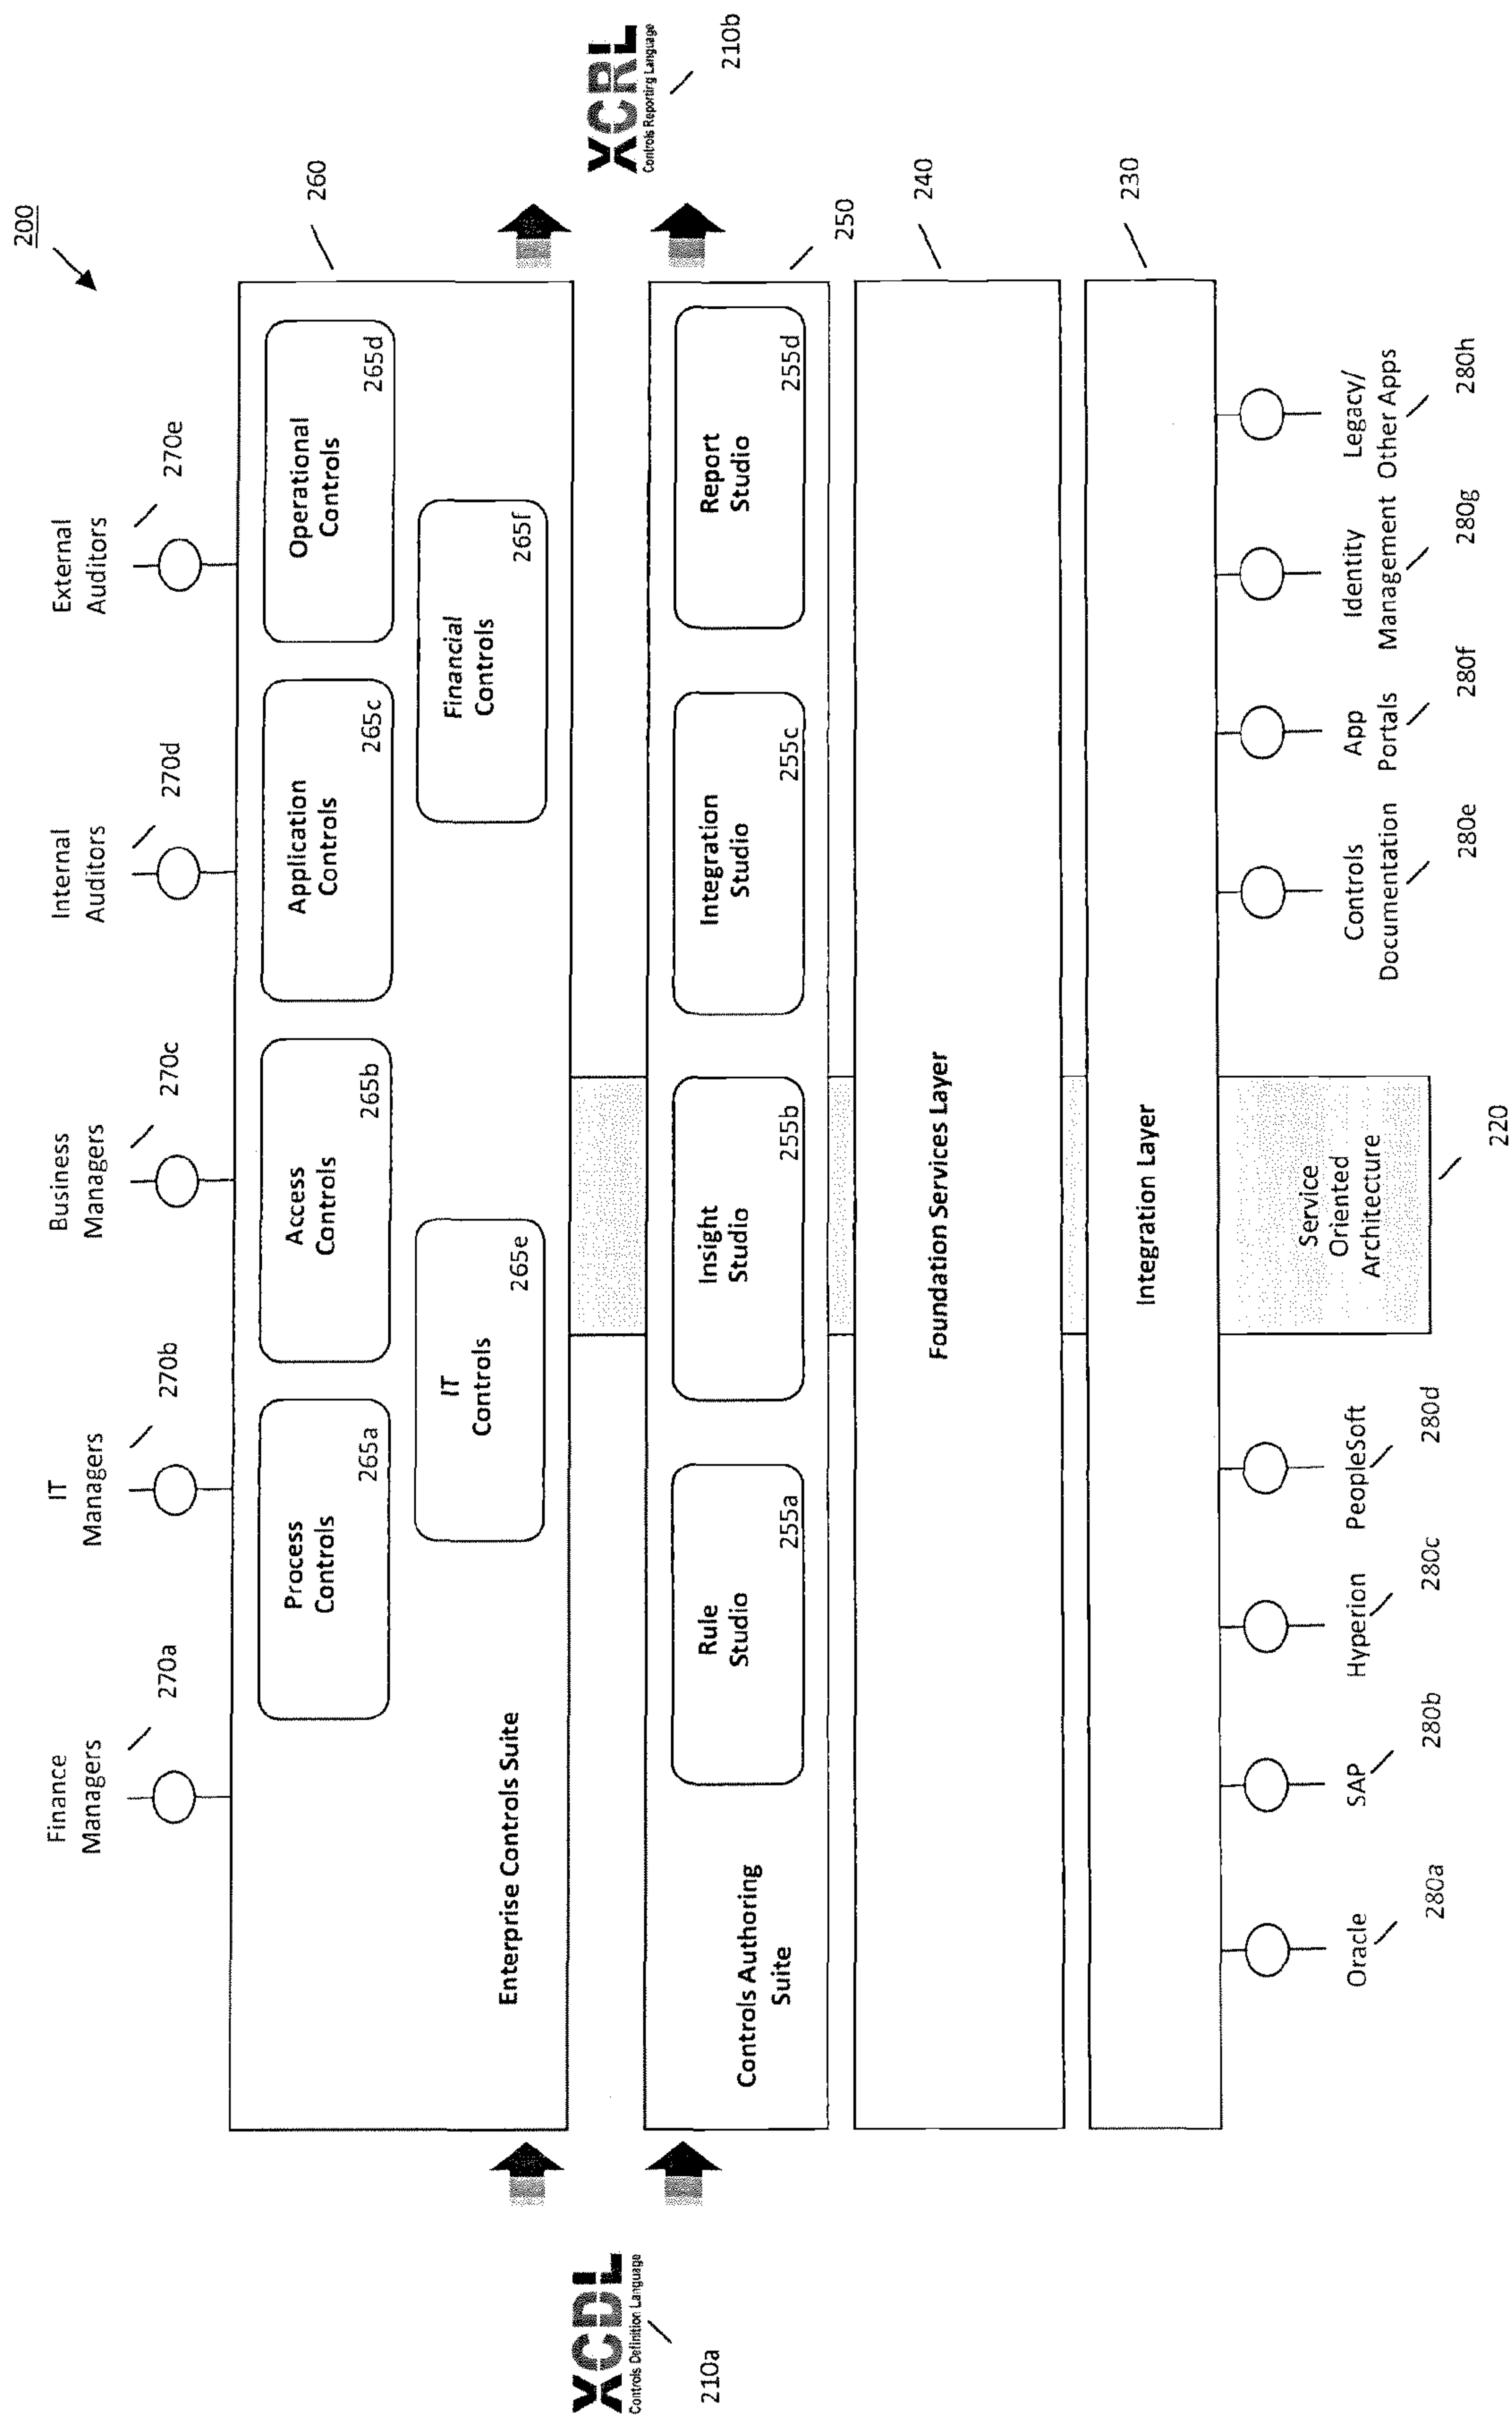 200
Finance
Managers
270a
IT
Managers
270b
Business
Managers
270c
Internal
Auditors
270d
External
Auditors
270e
260
Process
Controls
265a
Access
Controls
265b
Application
Controls
265c
Operational
Controls
265d
IT
Controls
265e
Financial
Controls
265f
Enterprise Controls Suite
XCDL
Controls Definition Language
210a
XCRL
Controls Reporting Language
210b
250
Controls Authoring
Suite
Rule
Studio
255a
Insight
Studio
255b
Integration
Studio
255c
Report
Studio
255d
240
Foundation Services Layer
230
Integration Layer
Service
Oriented
Architecture
220
Oracle
280a
SAP
280b
Hyperion
280c
PeopleSoft
280d
Controls
Documentation
280e
App
Portals
280f
Identity
Management
280g
Legacy/
Other Apps
280h